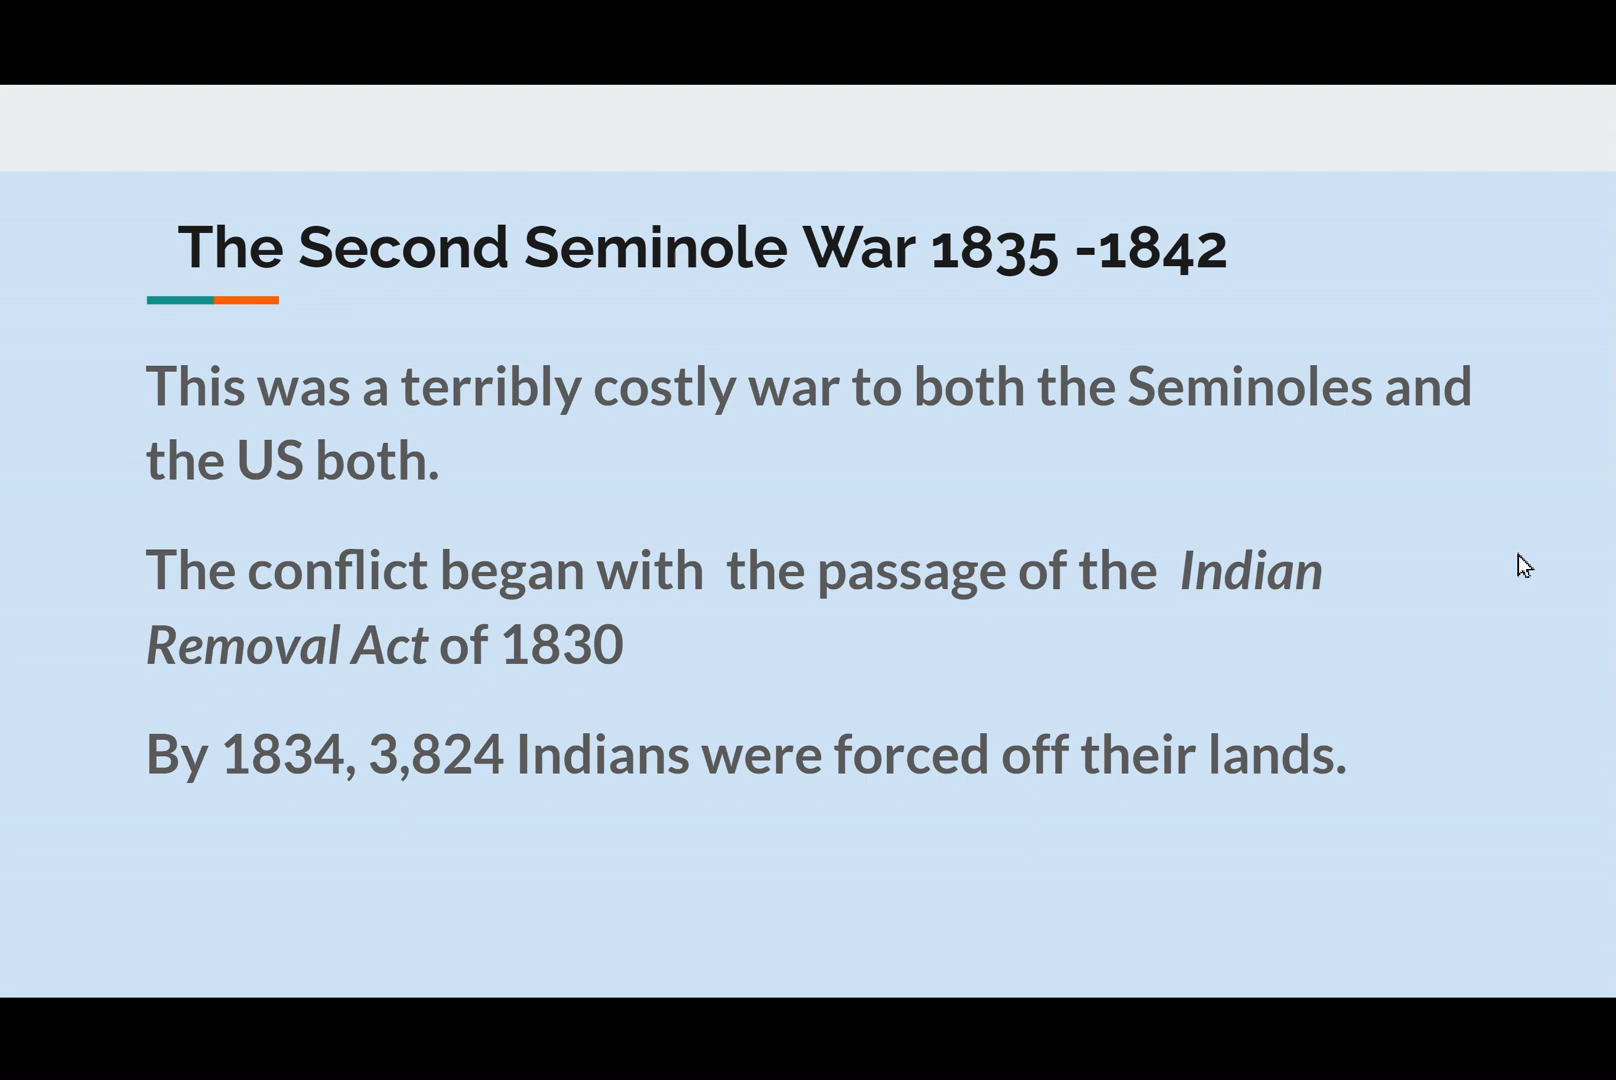 The Second Seminole War 1835 -1842
This was a terribly costly war to both the Seminoles and
the US both.
The conflict began with  the passage of the  Indian
Removal Act of 1830
By 1834, 3,824 Indians were forced off their lands.